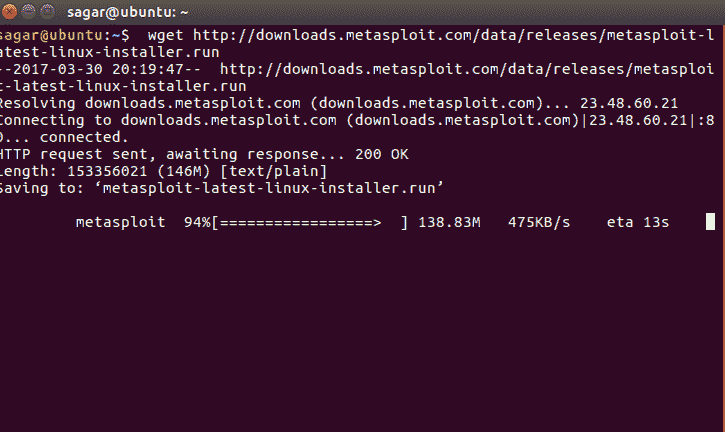 sagar@ubuntu: ~
sagar@ubuntu:~$  wget http://downloads.metasploit.com/data/releases/metasploit-l
atest-linux-installer.run
--2017-03-30 20:19:47--  http://downloads.metasploit.com/data/releases/metasploi
t-latest-linux-installer.run
Resolving downloads.metasploit.com (downloads.metasploit.com)... 23.48.60.21
Connecting to downloads.metasploit.com (downloads.metasploit.com)|23.48.60.21|:8
0... connected.
HTTP request sent, awaiting response... 200 OK
Length: 153356021 (146M) [text/plain]
Saving to: ‘metasploit-latest-linux-installer.run’
metasploit  94%[=================>  ] 138.83M   475KB/s    eta 13s